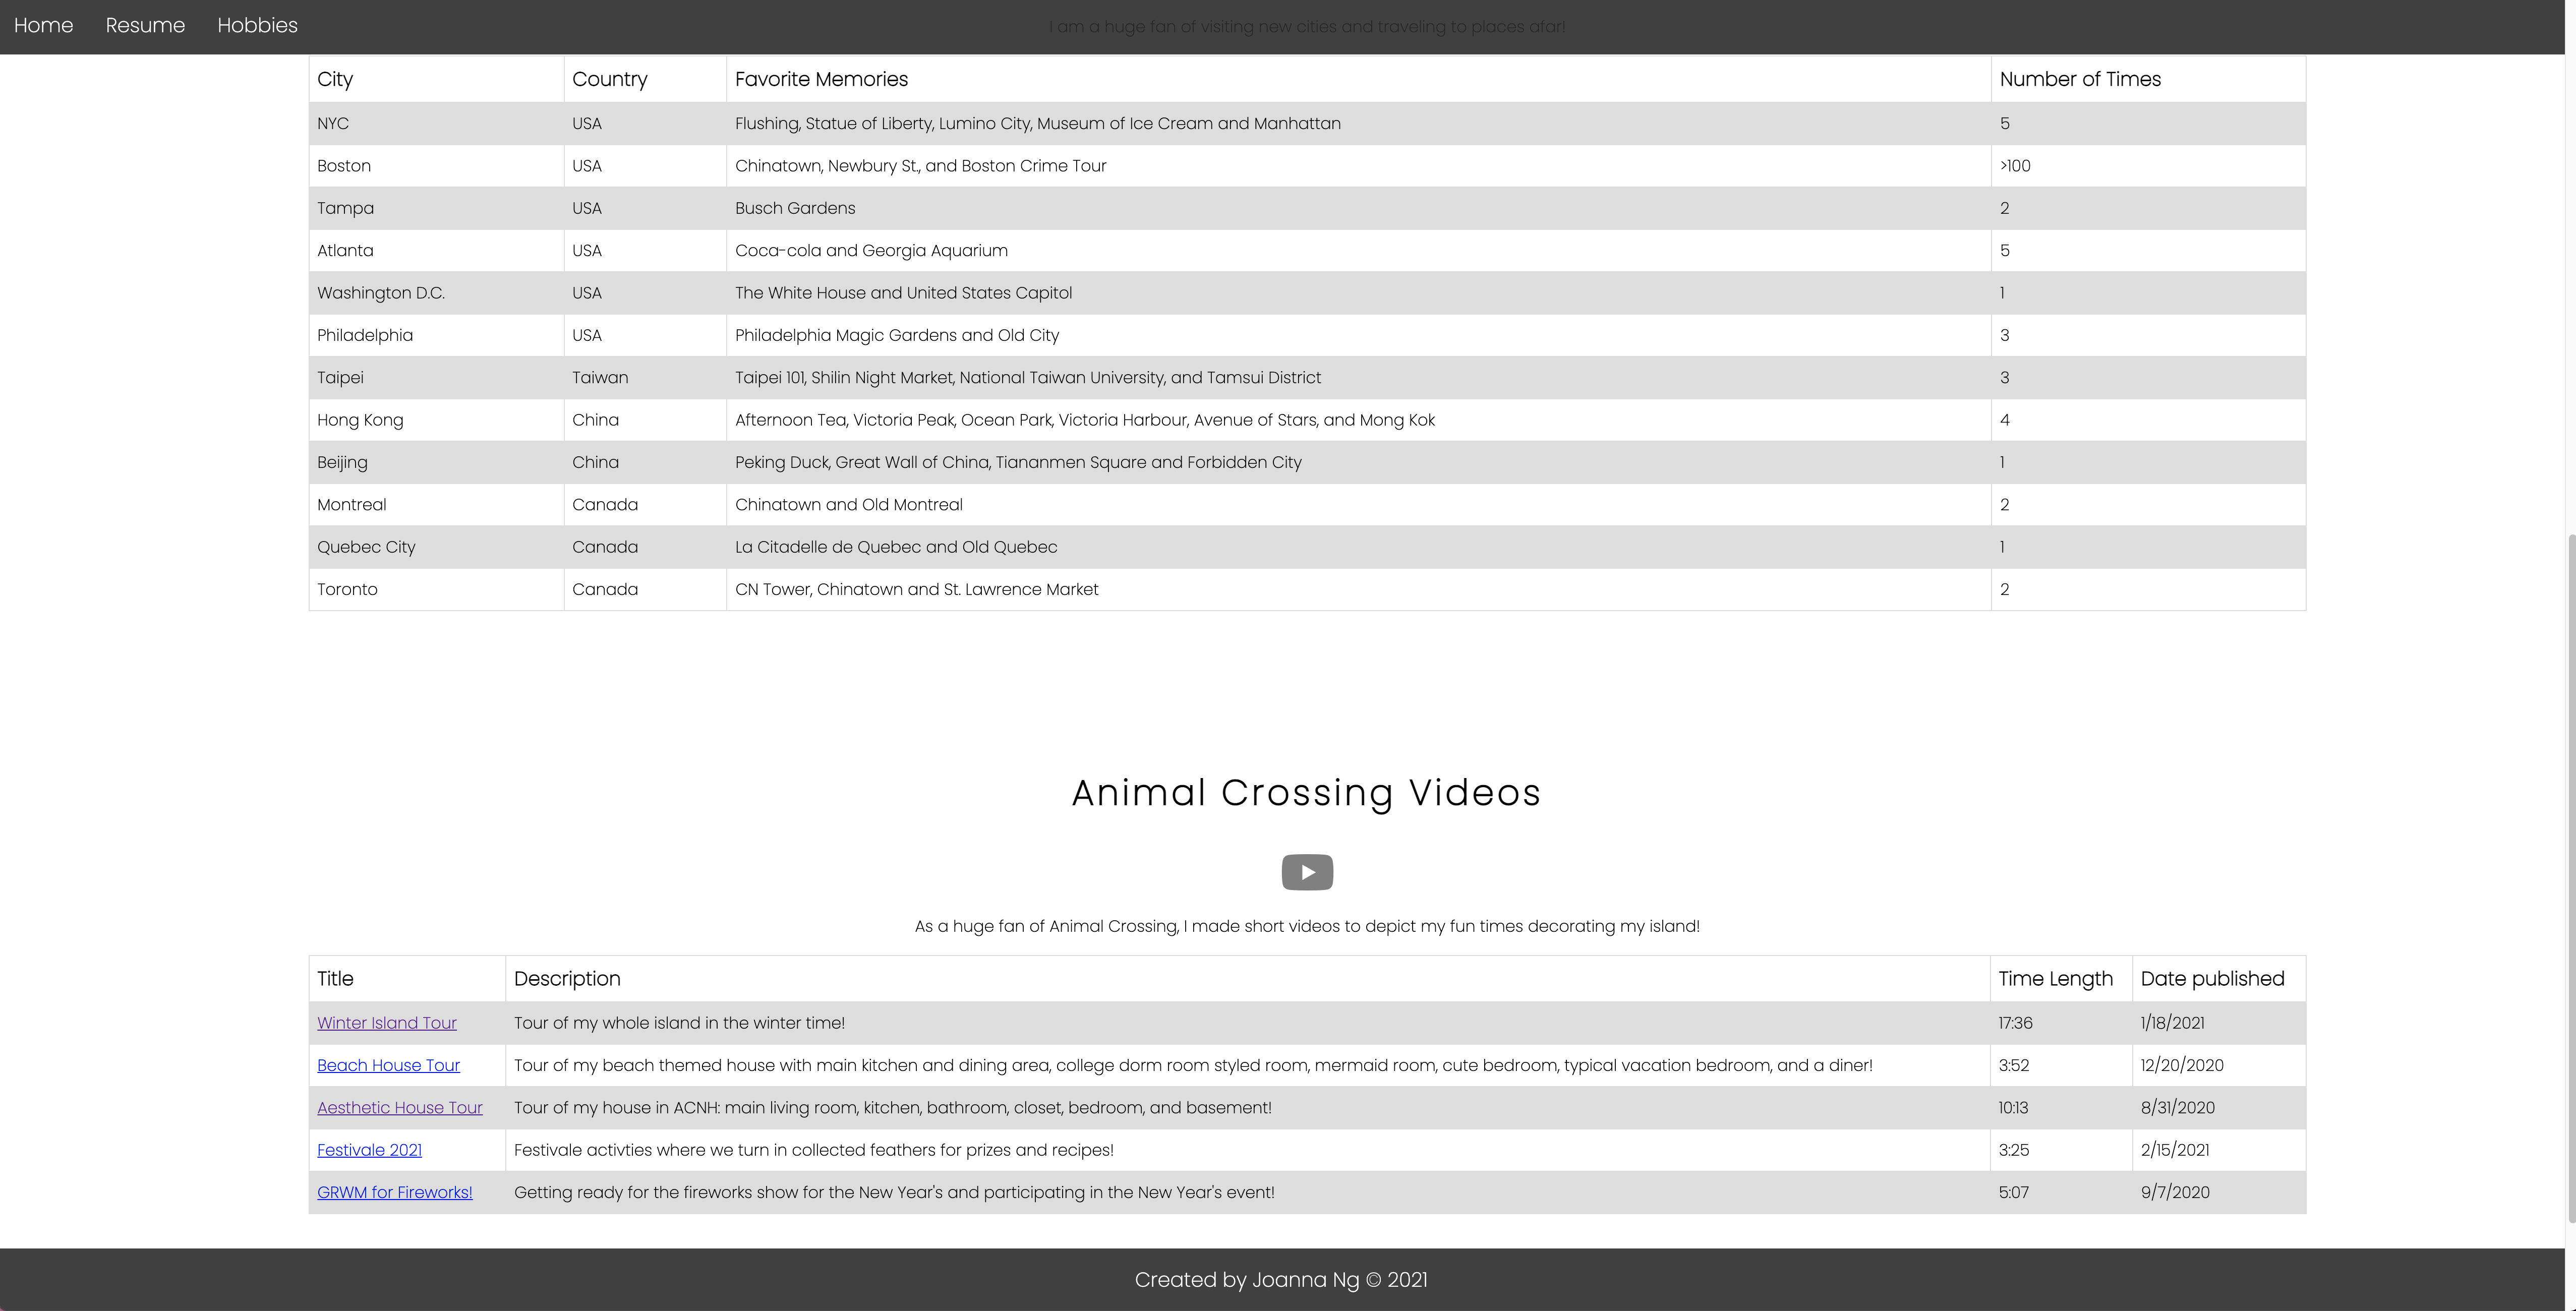 Home Resume Hobbies
I am a huge fan of visiting new cities and traveling to places afar!
City Country Favorite Memories Number of Times
NYC USA Flushing, Statue of Liberty, Lumino City, Museum of Ice Cream and Manhattan 5
Boston USA Chinatown, Newbury St., and Boston Crime Tour >100
Tampa USA Busch Gardens 2
Atlanta USA Coca-cola and Georgia Aquarium 5
Washington D.C. USA The White House and United States Capitol 1
Philadelphia USA Philadelphia Magic Gardens and Old City 3
Taipei Taiwan Taipei 101, Shilin Night Market, National Taiwan University, and Tamsui District 3
Hong Kong China Afternoon Tea, Victoria Peak, Ocean Park, Victoria Harbour, Avenue of Stars, and Mong Kok 4
Beijing China Peking Duck, Great Wall of China, Tiananmen Square and Forbidden City 1
Montreal Canada Chinatown and Old Montreal 2
Quebec City Canada La Citadelle de Quebec and Old Quebec 1
Toronto Canada CN Tower, Chinatown and St. Lawrence Market 2
Animal Crossing Videos
As a huge fan of Animal Crossing, I made short videos to depict my fun times decorating my island!
Title Description Time Length Date published
Winter Island Tour Tour of my whole island in the winter time! 17:36 1/18/2021
Beach House Tour Tour of my beach themed house with main kitchen and dining area, college dorm room styled room, mermaid room, cute bedroom, typical vacation bedroom, and a diner! 3:52 12/20/2020
Aesthetic House Tour Tour of my house in ACNH: main living room, kitchen, bathroom, closet, bedroom, and basement! 10:13 8/31/2020
Festivale 2021 Festivale activties where we turn in collected feathers for prizes and recipes! 3:25 2/15/2021
GRWM for Fireworks! Getting ready for the fireworks show for the New Year's and participating in the New Year's event! 5:07 9/7/2020
Created by Joanna Ng © 2021